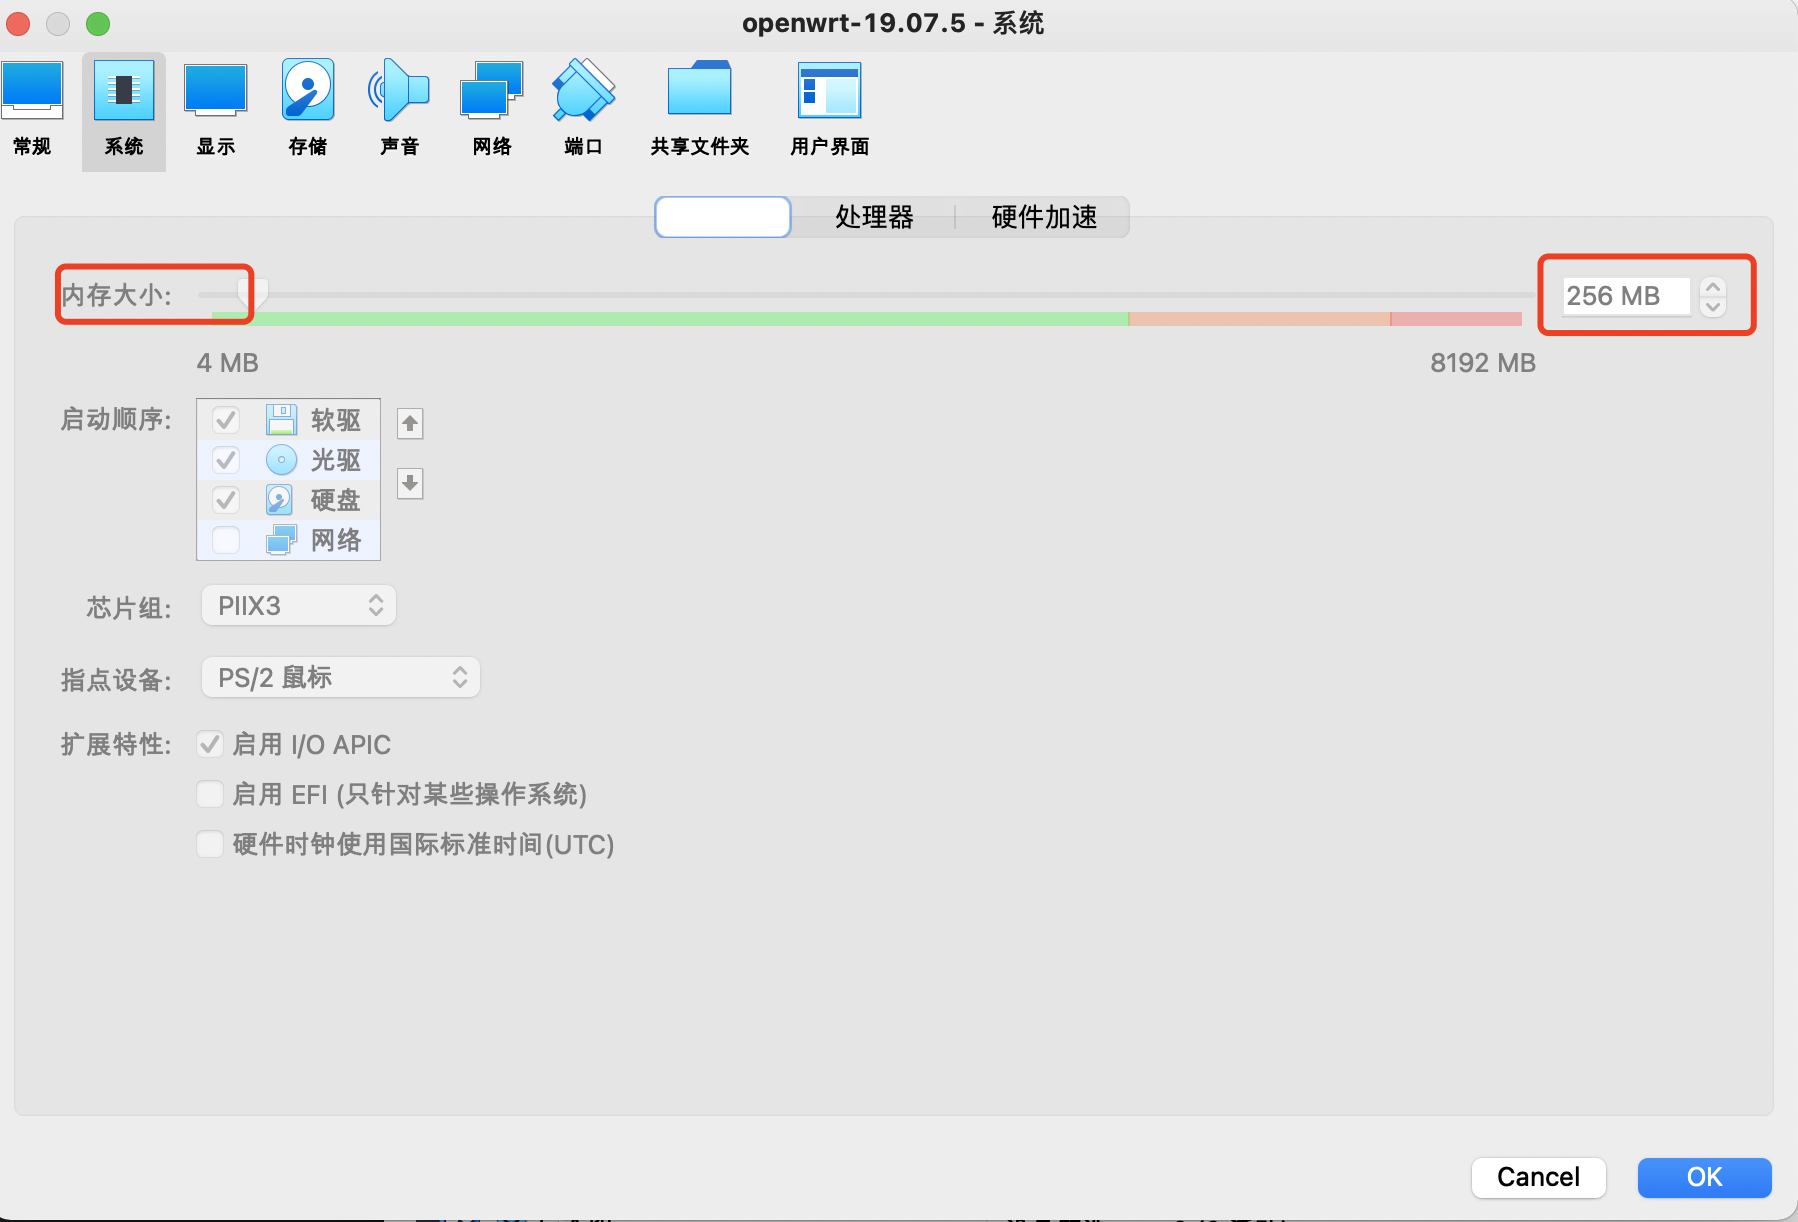 openwrt-19.07.5 - 系统
常规 系统 显示 存储 声音 网络 端口 共享文件夹 用户界面
处理器 硬件加速
内存大小: 256 MB
4 MB 8192 MB
启动顺序: 软驱
光驱
硬盘
网络
芯片组: PIIX3
指点设备: PS/2 鼠标
扩展特性: 启用 I/O APIC
启用 EFI (只针对某些操作系统)
硬件时钟使用国际标准时间(UTC)
Cancel OK